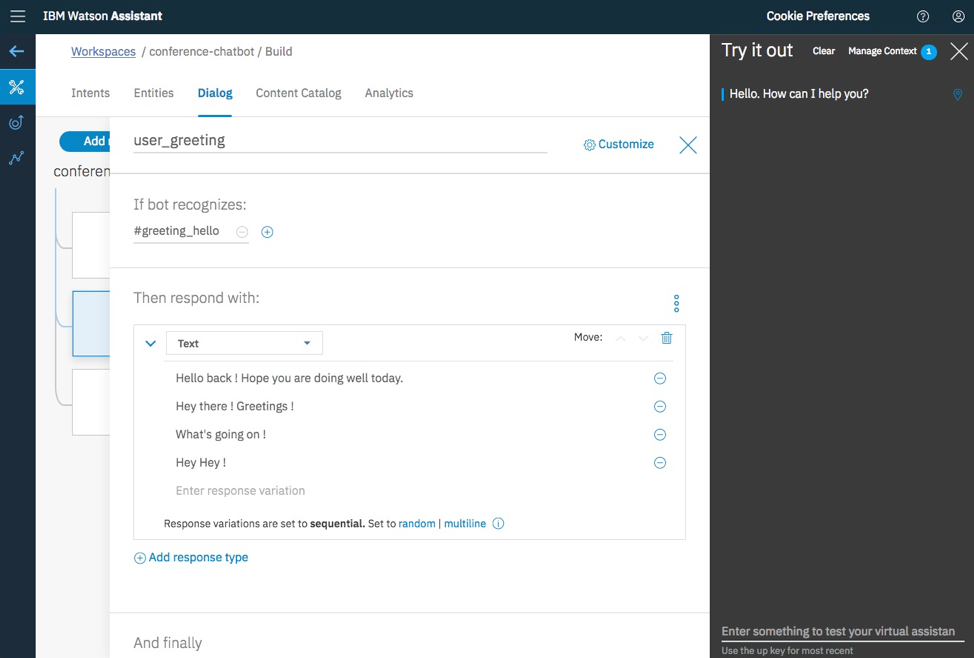 IBM Watson Assistant
Cookie Preferences
Workspaces / conference-chatbot / Build
Intents Entities Dialog Content Catalog Analytics
Add
conferen
user_greeting
Customize
If bot recognizes:
#greeting_hello
Then respond with:
Text
Move:
Hello back ! Hope you are doing well today.
Hey there ! Greetings !
What's going on !
Hey Hey !
Enter response variation
Response variations are set to sequential. Set to random | multiline
Add response type
And finally
Try it out Clear Manage Context 1
Hello. How can I help you?
Enter something to test your virtual assistan
Use the up key for most recent